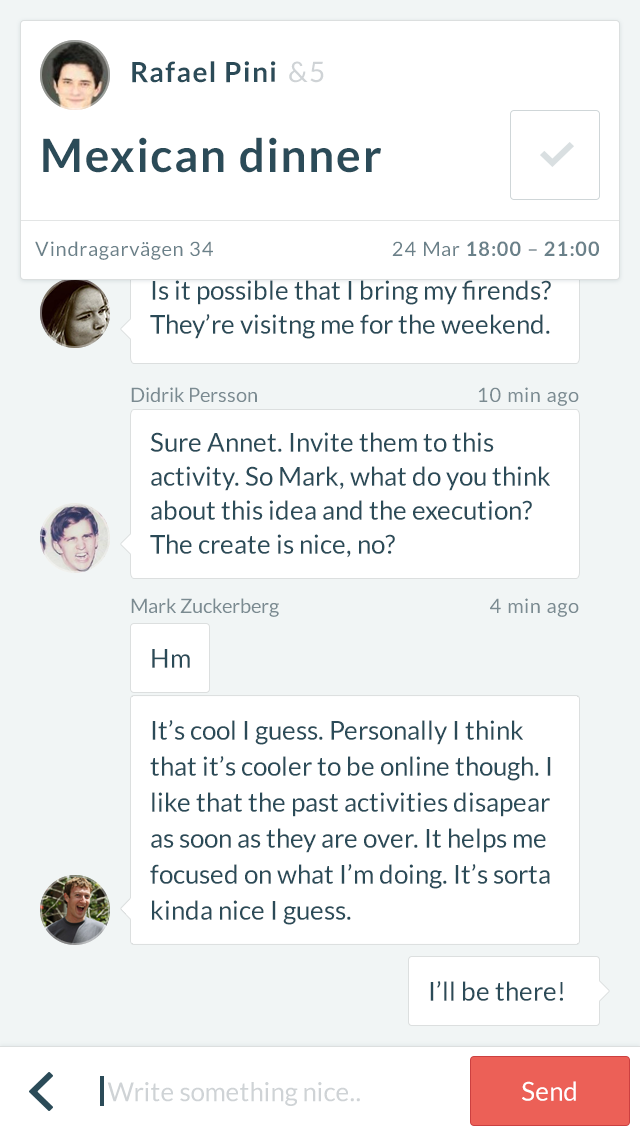 Rafael Pini &5
Mexican dinner
Vindragarvägen 34
24 Mar 18:00 – 21:00
Is it possible that I bring my firends?
They're visitng me for the weekend.
Didrik Persson
10 min ago
Sure Annet. Invite them to this
activity. So Mark, what do you think
about this idea and the execution?
The create is nice, no?
Mark Zuckerberg
4 min ago
Hm
It's cool I guess. Personally I think
that it's cooler to be online though. I
like that the past activities disapear
as soon as they are over. It helps me
focused on what I'm doing. It's sorta
kinda nice I guess.
I'll be there!
Write something nice..
Send